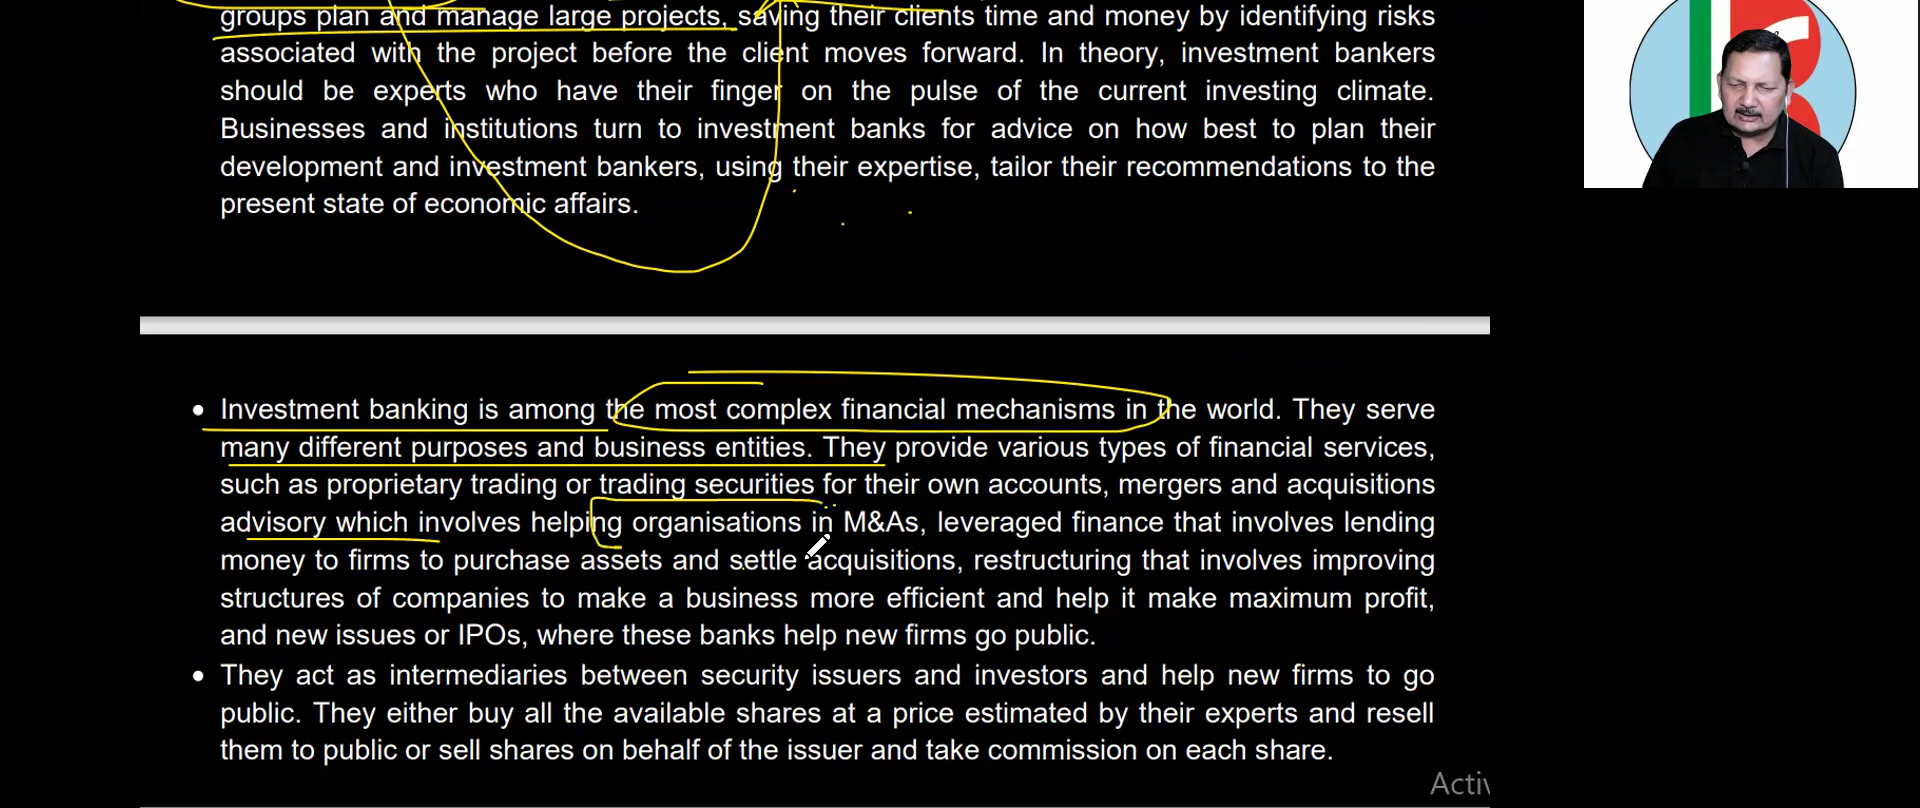 groups plan and manage large projects, saving their clients time and money by identifying risks
associated with the project before the client moves forward. In theory, investment bankers
should be experts who have their finger on the pulse of the current investing climate.
Businesses and institutions turn to investment banks for advice on how best to plan their
development and investment bankers, using their expertise, tailor their recommendations to the
present state of economic affairs.
• Investment banking is among the most complex financial mechanisms in the world. They serve
many different purposes and business entities. They provide various types of financial services,
such as proprietary trading or trading securities for their own accounts, mergers and acquisitions
advisory which involves helping organisations in M&As, leveraged finance that involves lending
money to firms to purchase assets and settle acquisitions, restructuring that involves improving
structures of companies to make a business more efficient and help it make maximum profit,
and new issues or IPOs, where these banks help new firms go public.
• They act as intermediaries between security issuers and investors and help new firms to go
public. They either buy all the available shares at a price estimated by their experts and resell
them to public or sell shares on behalf of the issuer and take commission on each share.
Activ